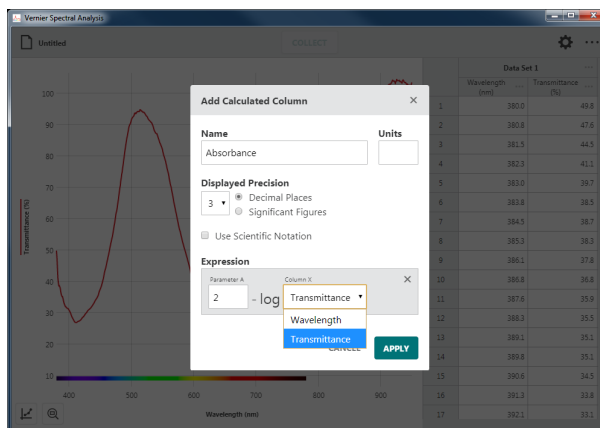 Vernier Spectral Analysis
Untitled
COLLECT
Data Set 1
Wavelength (nm) Transmittance (%)
1 380.0 49.8
2 380.8 47.6
3 381.5 44.5
4 382.3 41.1
5 383.0 39.7
6 383.8 38.5
7 384.5 38.7
8 385.3 38.3
9 386.1 37.8
10 386.8 36.8
11 387.6 35.9
12 388.3 35.5
13 389.1 35.1
14 389.8 35.1
15 390.6 34.5
16 391.3 33.8
17 392.1 33.1
Transmittance (%)
100
90
80
70
60
50
40
30
20
10
400 500 600 700 800 900
Wavelength (nm)
Add Calculated Column
Name Units
Absorbance
Displayed Precision
3 Decimal Places
Significant Figures
Use Scientific Notation
Expression
Parameter A Column X
2 - log Transmittance
Wavelength
Transmittance
CANCEL APPLY